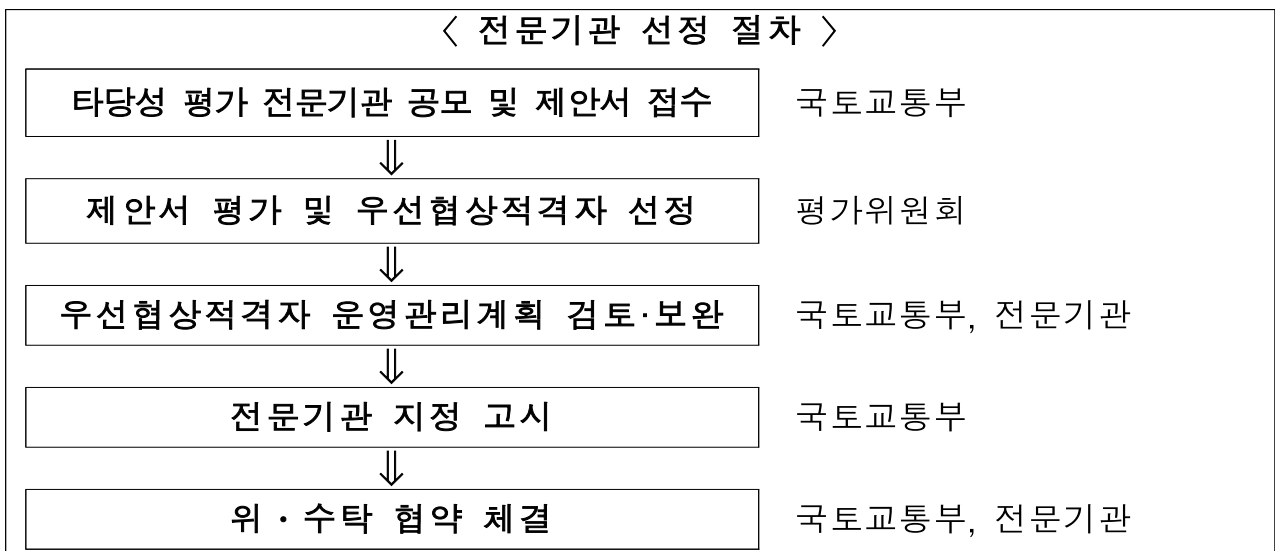 〈 전문기관 선정 절차 〉
타당성 평가 전문기관 공모 및 제안서 접수 국토교통부
⇓
제안서 평가 및 우선협상적격자 선정 평가위원회
⇓
우선협상적격자 운영관리계획 검토·보완 국토교통부, 전문기관
⇓
전문기관 지정 고시 국토교통부
⇓
위·수탁 협약 체결 국토교통부, 전문기관